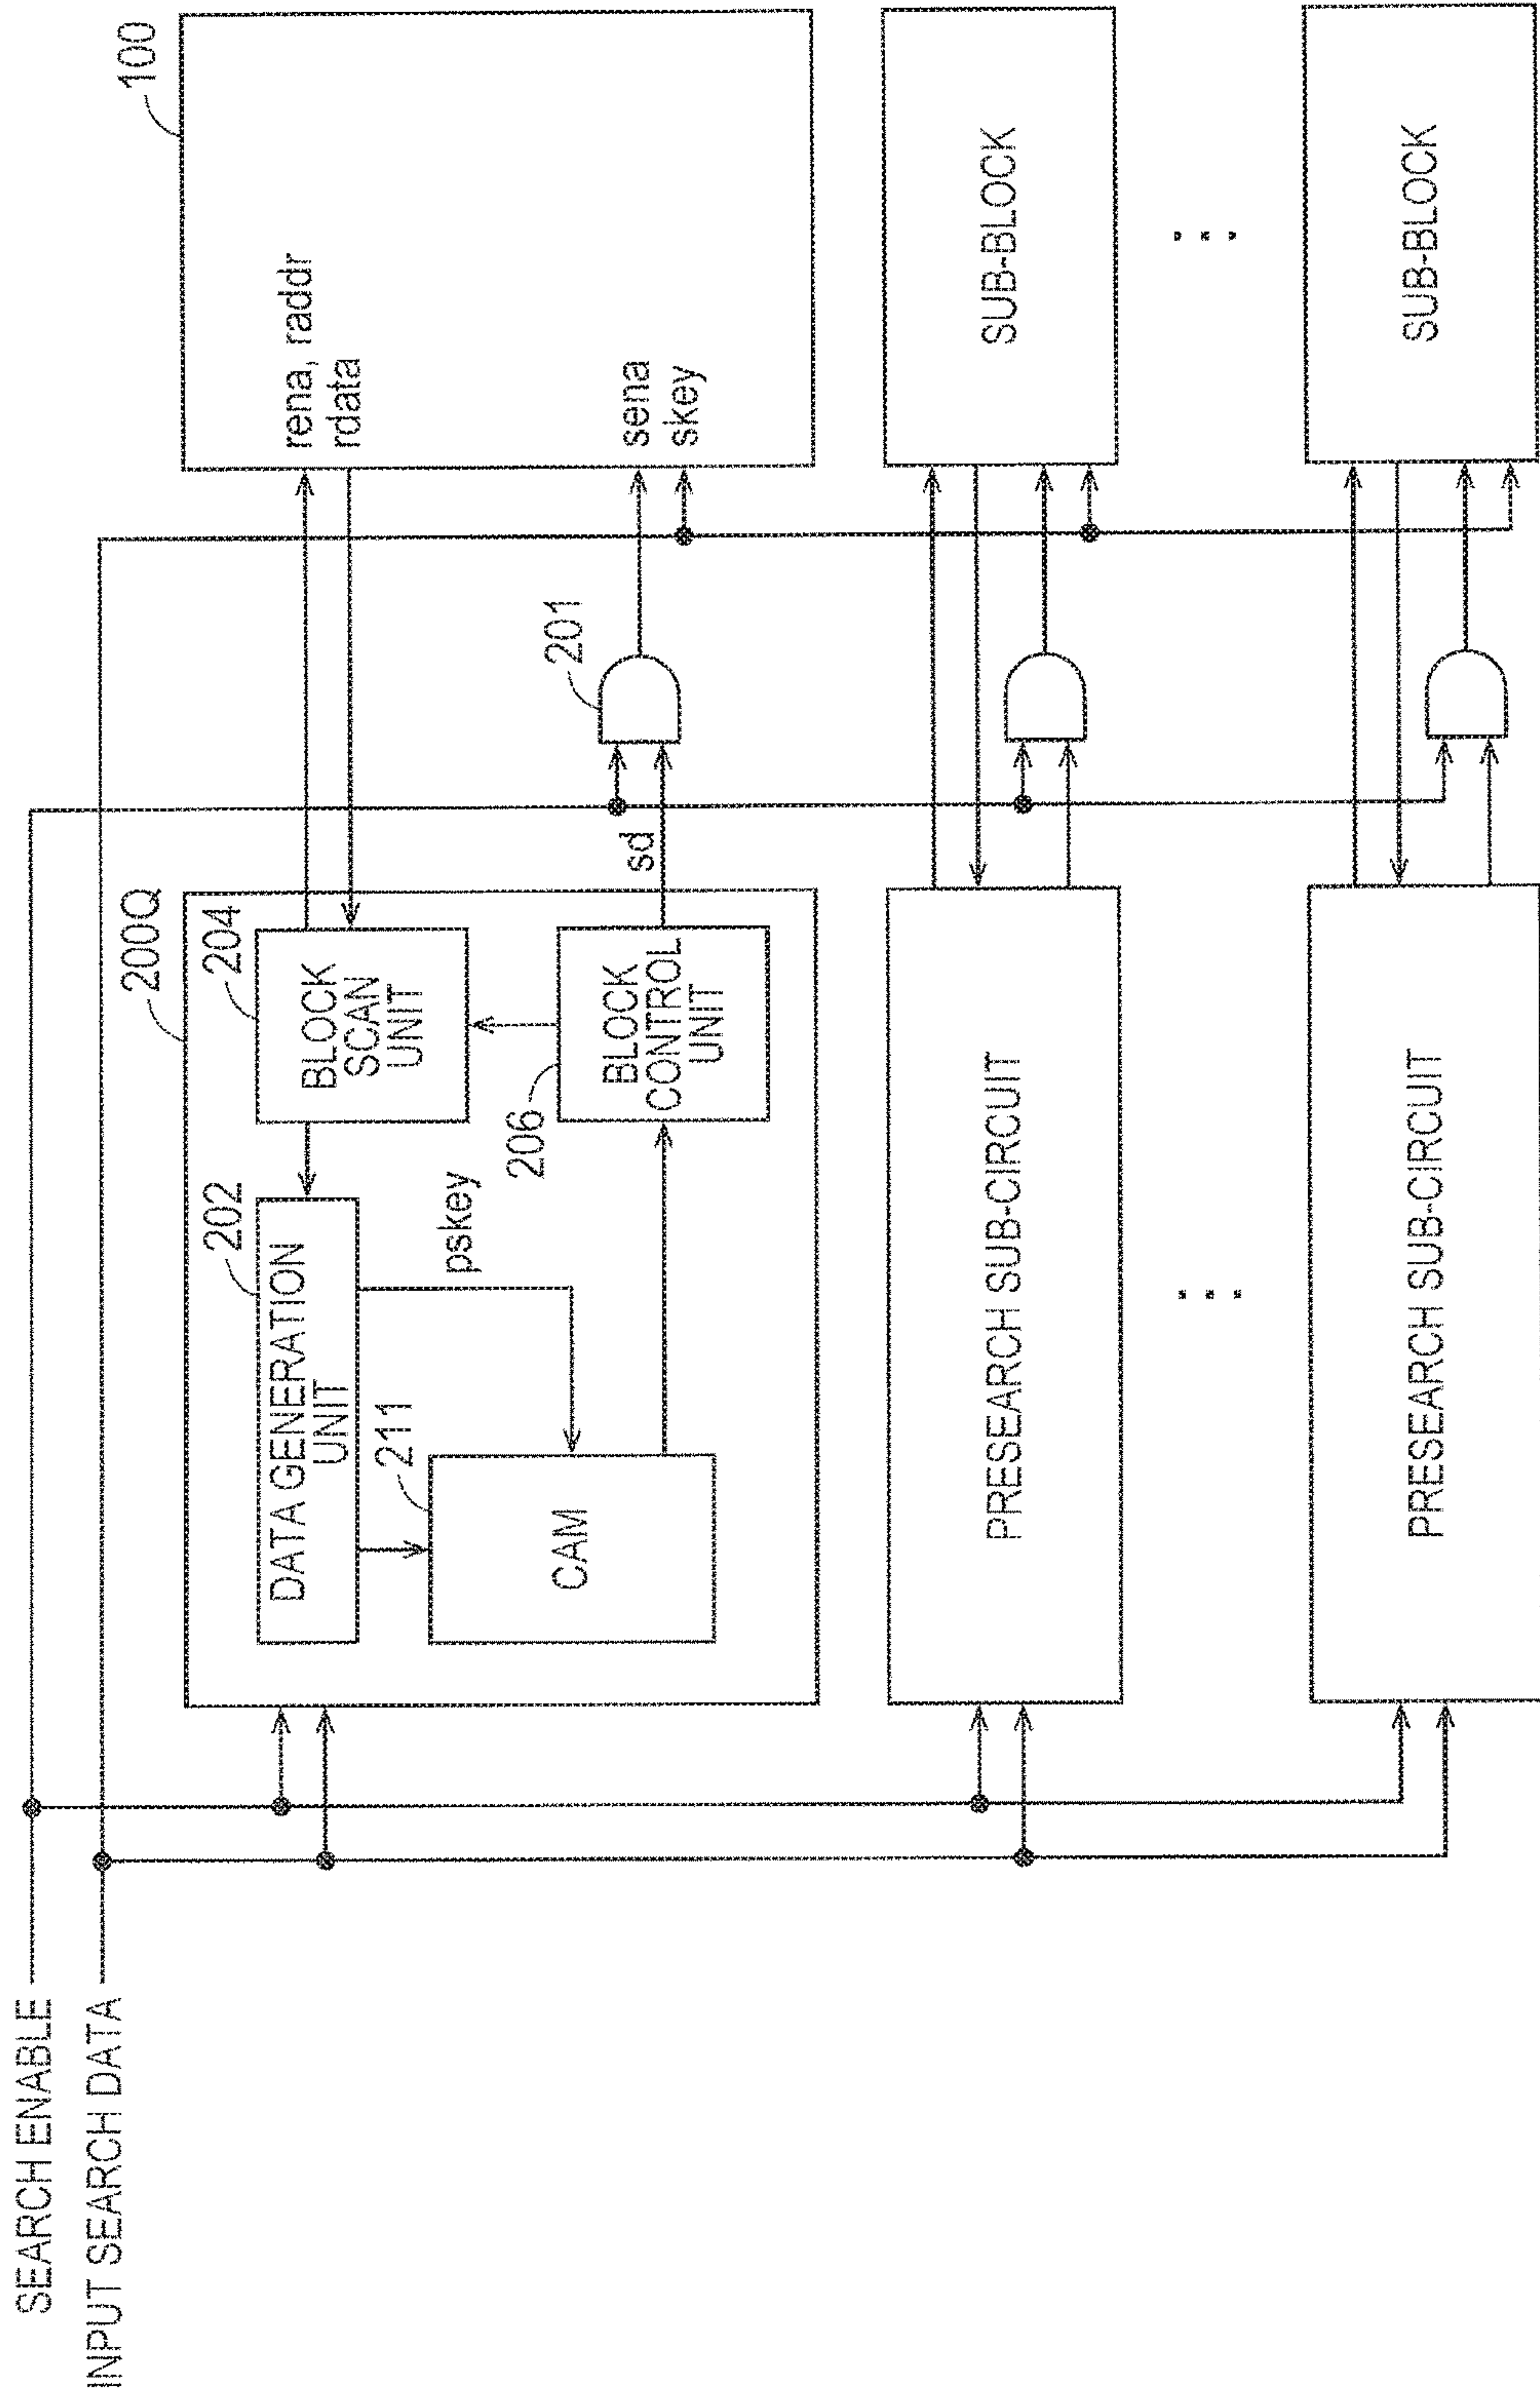 SEARCH ENABLE
INPUT SEARCH DATA
200Q
100
202
DATA GENERATION
UNIT
204
BLOCK
SCAN
UNIT
rena, raddr
rdata
pskey
211
CAM
206
BLOCK
CONTROL
UNIT
sd
201
sena
skey
PRESEARCH SUB-CIRCUIT
SUB-BLOCK
...
...
PRESEARCH SUB-CIRCUIT
SUB-BLOCK